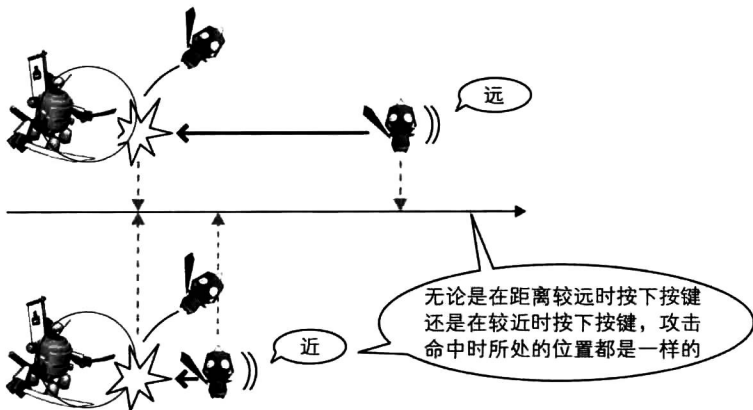 远
无论是在距离较远时按下按键
还是在较近时按下按键，攻击
命中时所处的位置都是一样的
近